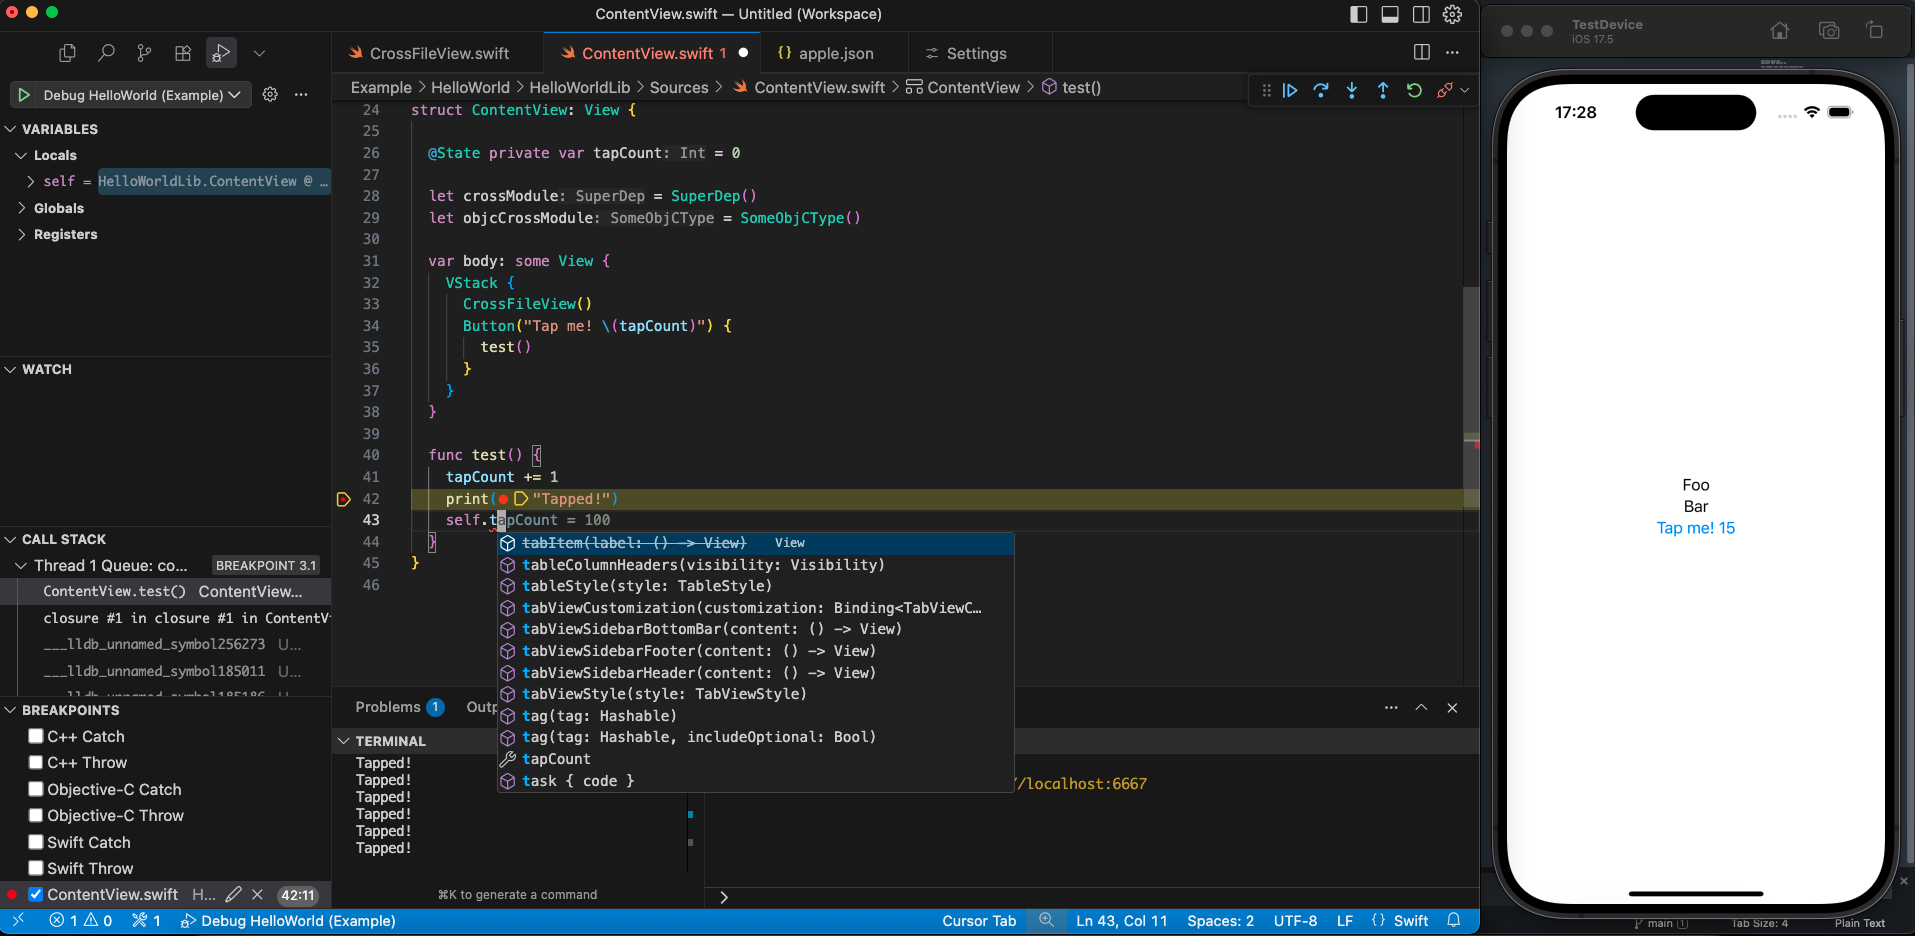 ContentView.swift — Untitled (Workspace)
Debug HelloWorld (Example)
VARIABLES
Locals
self = HelloWorldLib.ContentView @ …
Globals
Registers
WATCH
CALL STACK
Thread 1 Queue: co... BREAKPOINT 3.1
ContentView.test() ContentView...
closure #1 in closure #1 in ContentVi
___lldb_unnamed_symbol256273 U...
___lldb_unnamed_symbol185011 U...
___lldb_unnamed_symbol185186 U...
BREAKPOINTS
C++ Catch
C++ Throw
Objective-C Catch
Objective-C Throw
Swift Catch
Swift Throw
ContentView.swift H... 42:11
CrossFileView.swift
ContentView.swift 1
{} apple.json
Settings
Example > HelloWorld > HelloWorldLib > Sources > ContentView.swift > ContentView > test()
24 struct ContentView: View {
25
26 @State private var tapCount: Int = 0
27
28 let crossModule: SuperDep = SuperDep()
29 let objcCrossModule: SomeObjCType = SomeObjCType()
30
31 var body: some View {
32 VStack {
33 CrossFileView()
34 Button("Tap me! \(tapCount)") {
35 test()
36 }
37 }
38 }
39
40 func test() {
41 tapCount += 1
42 print("Tapped!")
43 self.tapCount = 100
44 }
45 }
46
tabItem(label: () -> View) View
tableColumnHeaders(visibility: Visibility)
tableStyle(style: TableStyle)
tabViewCustomization(customization: Binding<TabViewC…
tabViewSidebarBottomBar(content: () -> View)
tabViewSidebarFooter(content: () -> View)
tabViewSidebarHeader(content: () -> View)
tabViewStyle(style: TabViewStyle)
tag(tag: Hashable)
tag(tag: Hashable, includeOptional: Bool)
tapCount
task { code }
Problems 1 Outp
TERMINAL
Tapped!
Tapped!
Tapped!
Tapped!
Tapped!
Tapped!
⌘K to generate a command
//localhost:6667
1 0 1 Debug HelloWorld (Example) Cursor Tab Ln 43, Col 11 Spaces: 2 UTF-8 LF {} Swift
TestDevice
iOS 17.5
17:28
Foo
Bar
Tap me! 15
main Tab Size: 4 Plain Text